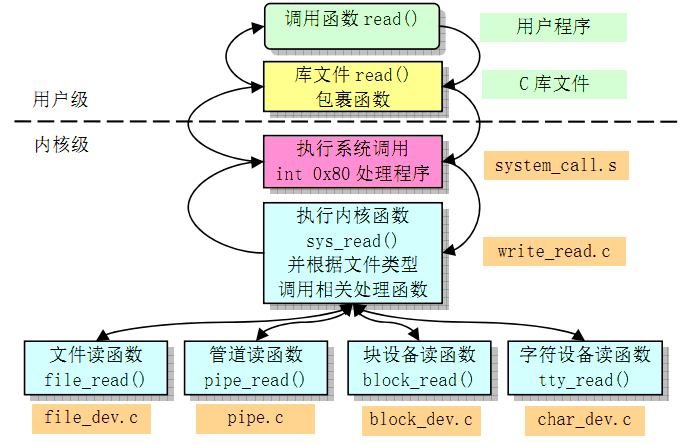 调用函数 read()
用户程序
库文件 read()
包裹函数
C 库文件
用户级
内核级
执行系统调用
int 0x80 处理程序
system_call.s
执行内核函数
sys_read()
并根据文件类型
调用相关处理函数
write_read.c
文件读函数
file_read()
管道读函数
pipe_read()
块设备读函数
block_read()
字符设备读函数
tty_read()
file_dev.c
pipe.c
block_dev.c
char_dev.c